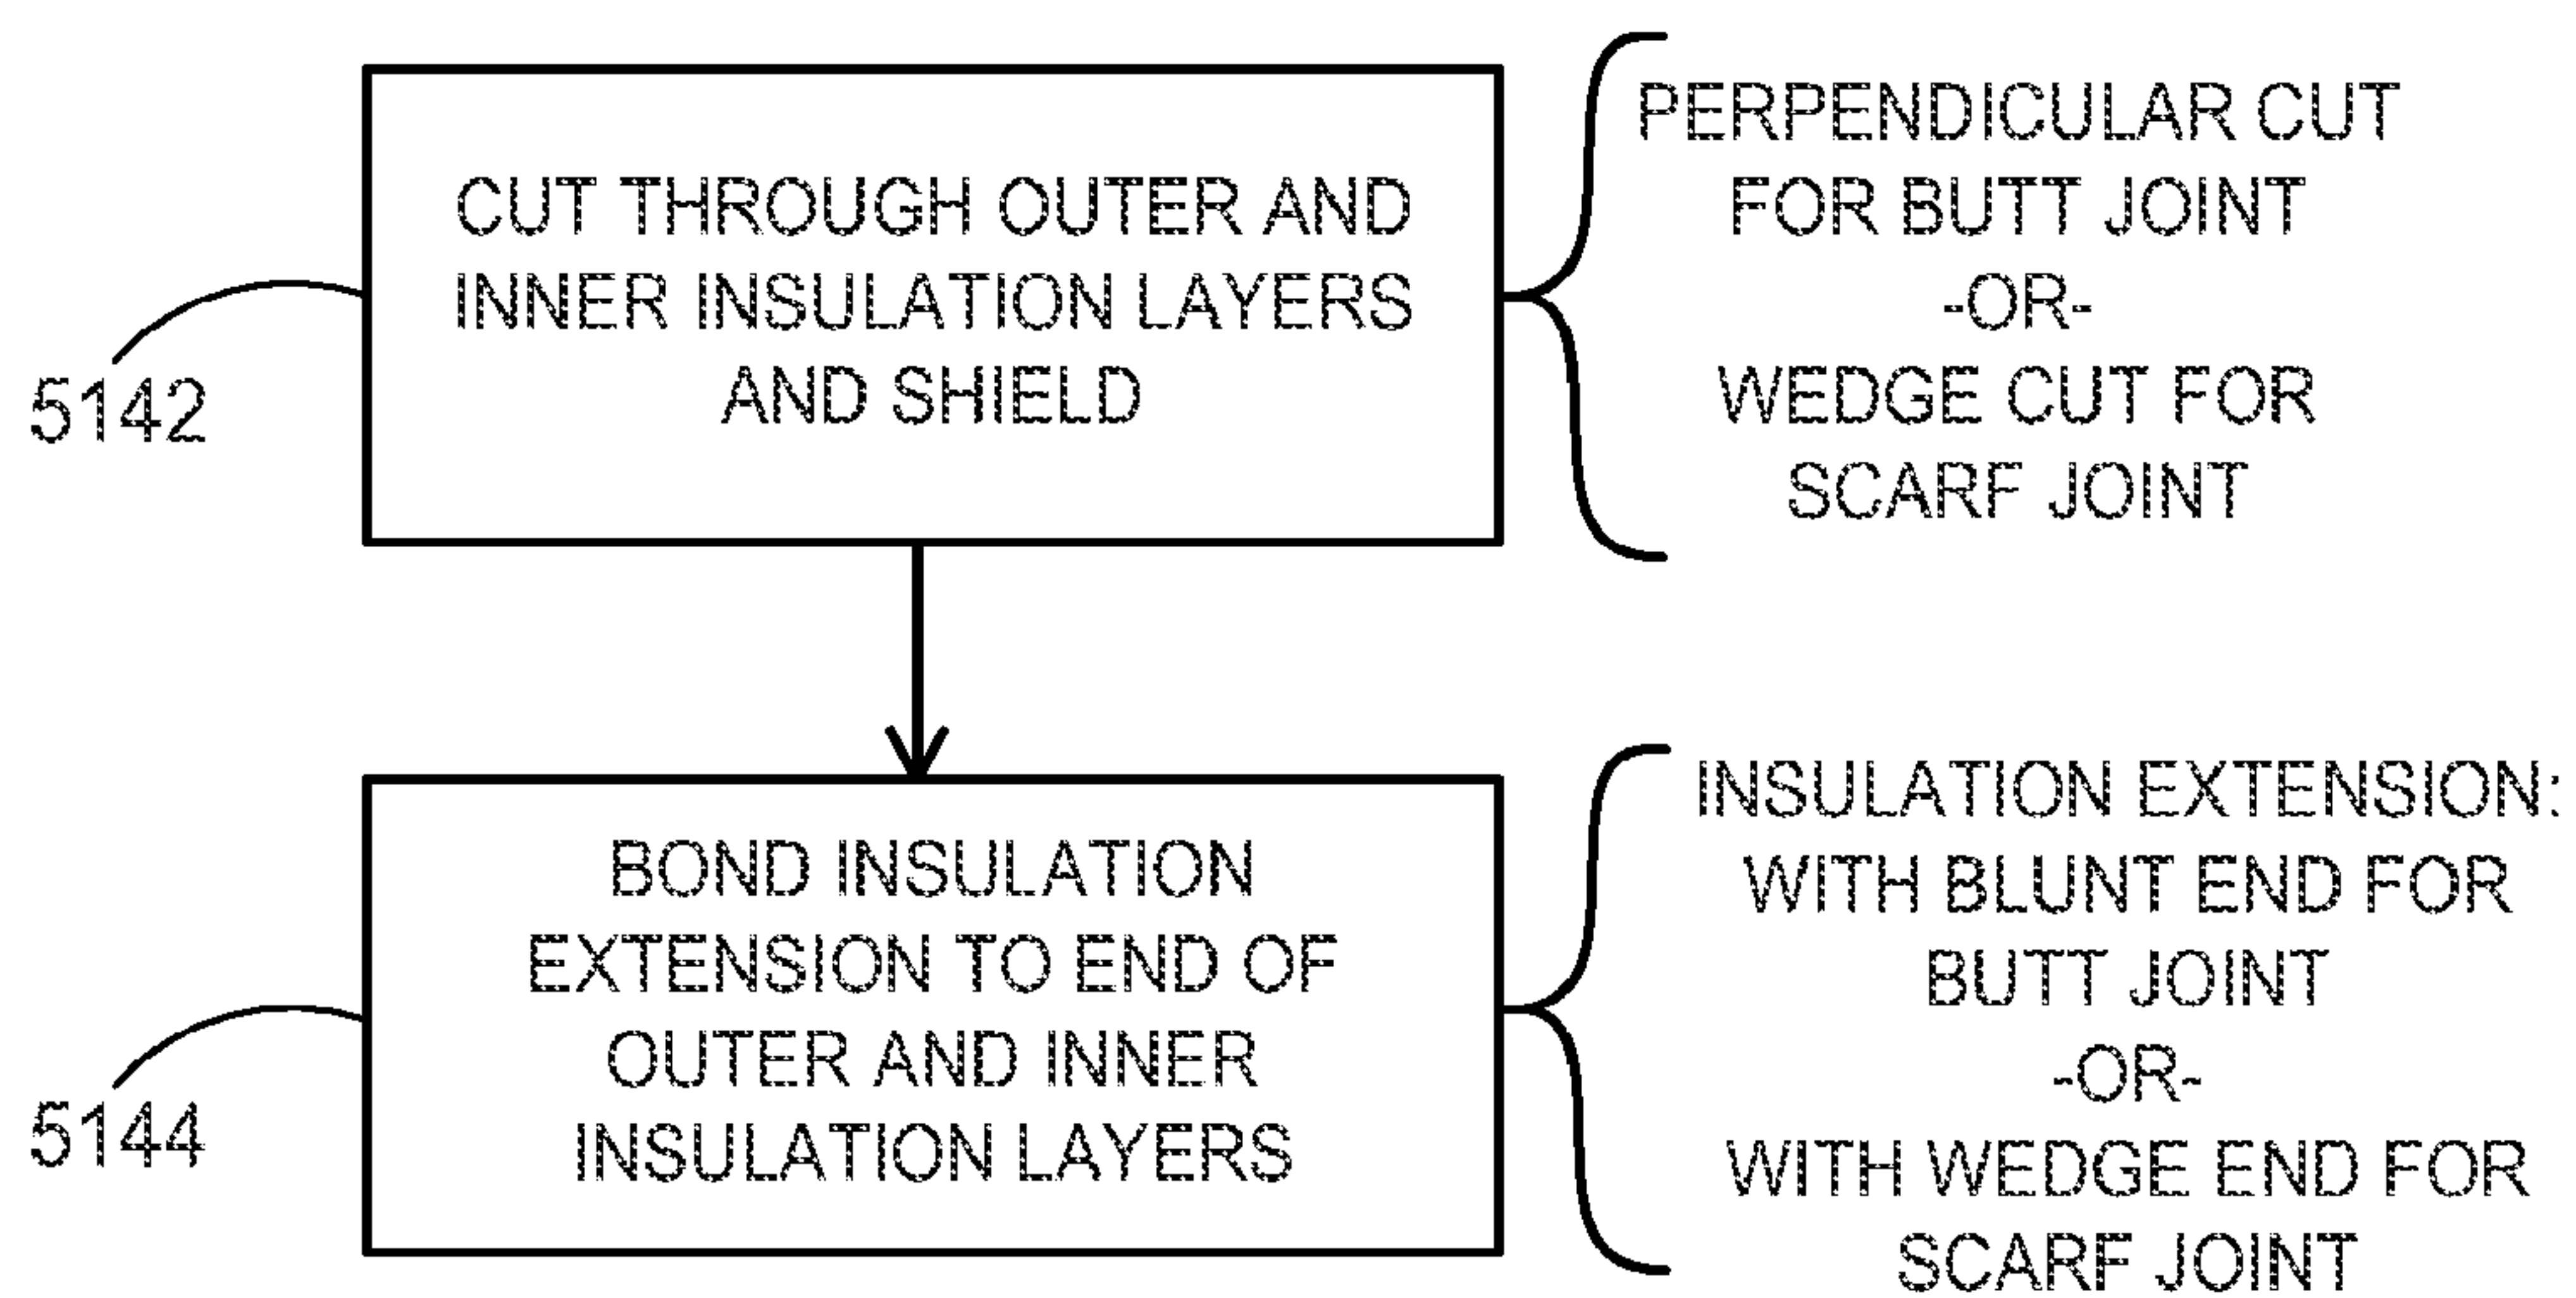 CUT THROUGH OUTER AND
INNER INSULATION LAYERS
AND SHIELD
PERPENDICULAR CUT
FOR BUTT JOINT
-OR-
WEDGE CUT FOR
SCARF JOINT
5142
BOND INSULATION
EXTENSION TO END OF
OUTER AND INNER
INSULATION LAYERS
INSULATION EXTENSION:
WITH BLUNT END FOR
BUTT JOINT
-OR-
WITH WEDGE END FOR
SCARF JOINT
5144